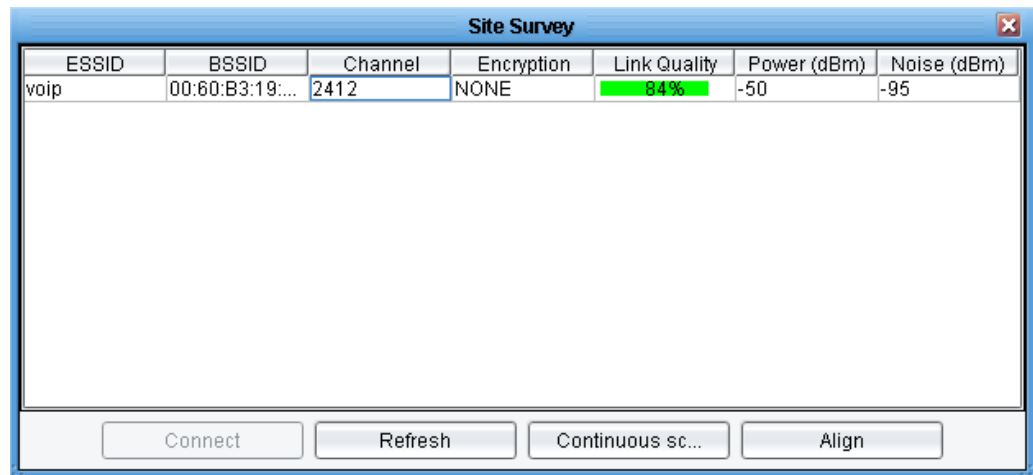 Site Survey
ESSID BSSID Channel Encryption Link Quality Power (dBm) Noise (dBm)
voip 00:60:B3:19:... 2412 NONE 84% -50 -95
Connect Refresh Continuous sc... Align